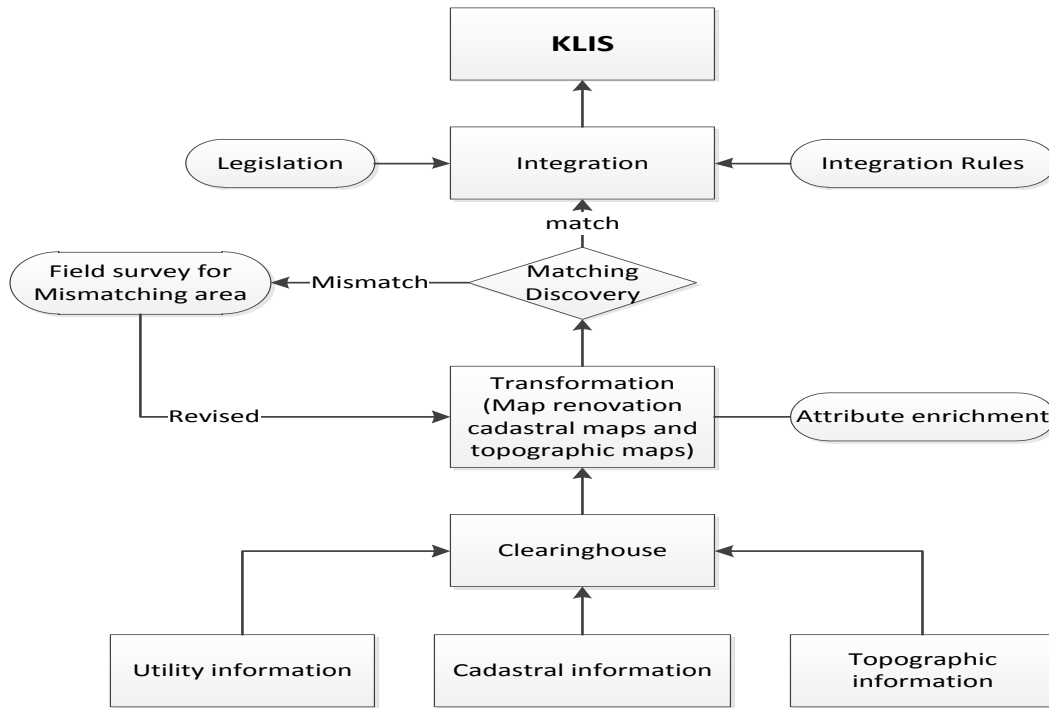 KLIS
Legislation
Integration
Integration Rules
match
Field survey for
Mismatching area
Mismatch
Matching
Discovery
Revised
Transformation
(Map renovation
cadastral maps and
topographic maps)
Attribute enrichment
Clearinghouse
Utility information
Cadastral information
Topographic
information